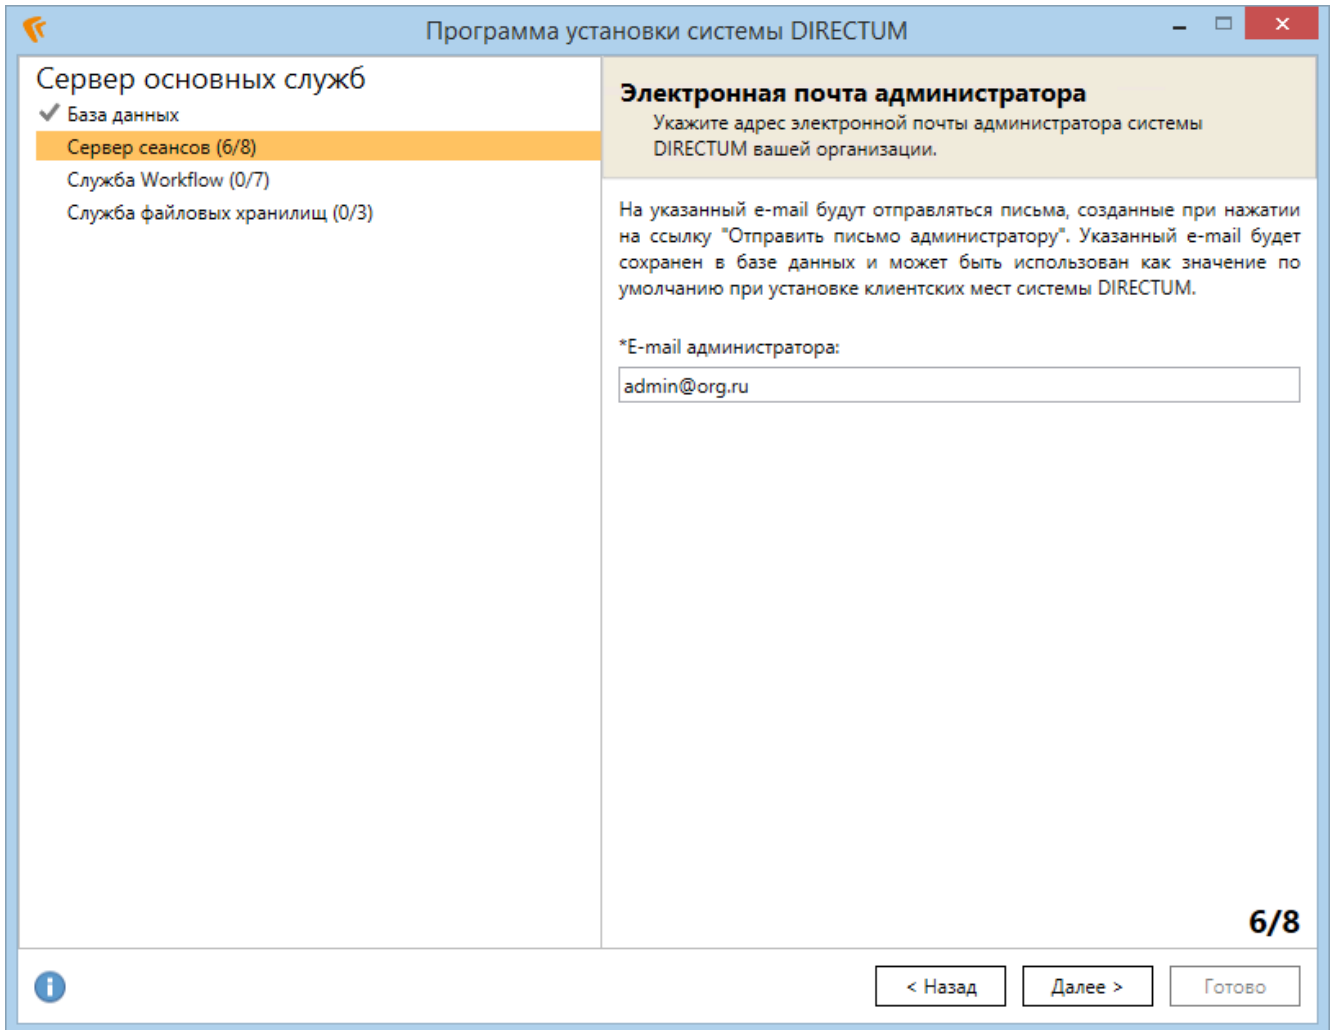 Программа установки системы DIRECTUM
Сервер основных служб
База данных
Сервер сеансов (6/8)
Служба Workflow (0/7)
Служба файловых хранилищ (0/3)
Электронная почта администратора
Укажите адрес электронной почты администратора системы
DIRECTUM вашей организации.
На указанный e-mail будут отправляться письма, созданные при нажатии
на ссылку "Отправить письмо администратору". Указанный e-mail будет
сохранен в базе данных и может быть использован как значение по
умолчанию при установке клиентских мест системы DIRECTUM.
*E-mail администратора:
admin@org.ru
6/8
< Назад
Далее >
Готово